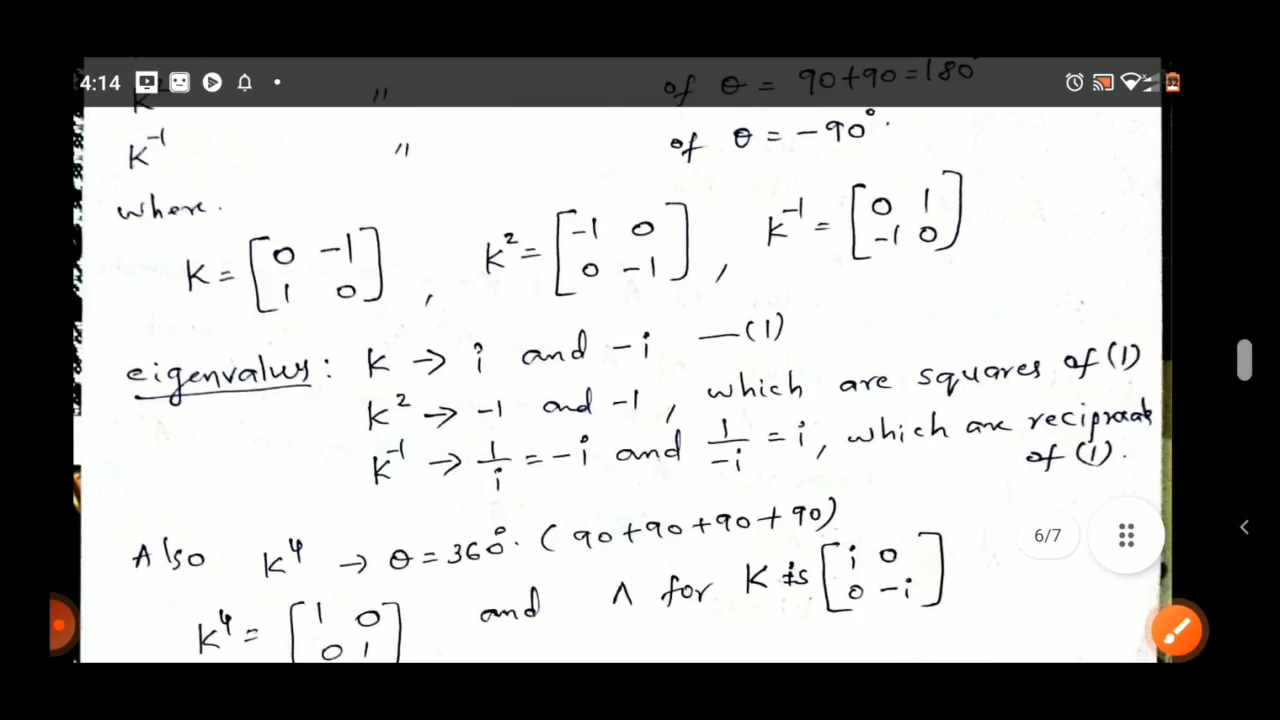 4:14
K² " of θ = 90+90 = 180
K⁻¹ " of θ = -90°.
where.
K = [0 -1; 1 0], K² = [-1 0; 0 -1], K⁻¹ = [0 1; -1 0]
eigenvalus: K → i and -i —(1)
K² → -1 and -1, which are squares of (1)
K⁻¹ → 1/i = -i and 1/-i = i, which are reciprocals
of (1).
Also K⁴ → θ = 360°. (90+90+90+90)
6/7
K⁴ = [1 0; 0 1] and Λ for K is [i 0; 0 -i]